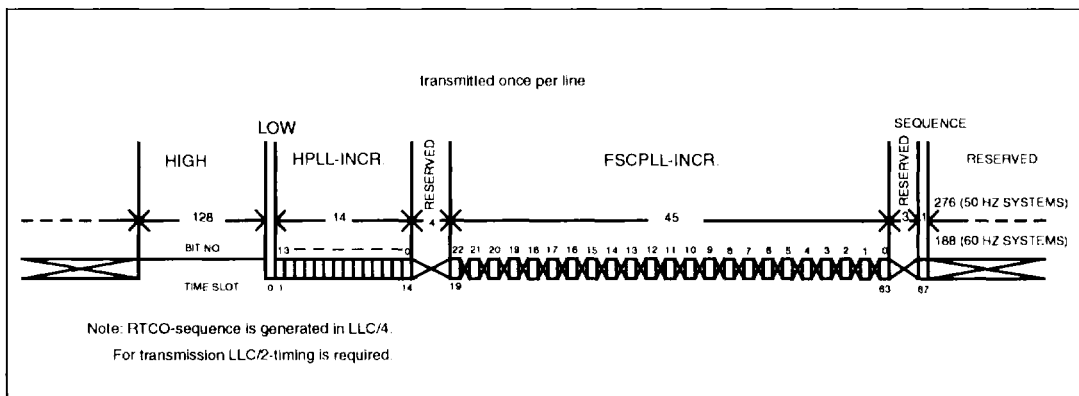 transmitted once per line
LOW
SEQUENCE
HIGH
HPLL-INCR.
RESERVED
FSCPLL-INCR.
RESERVED
RESERVED
128
14
4
45
3
1
276 (50 HZ SYSTEMS)
188 (60 HZ SYSTEMS)
BIT NO
13 0
22 21 20 19 18 17 16 15 14 13 12 11 10 9 8 7 6 5 4 3 2 1 0
TIME SLOT
0 1 14 19 63 67
Note: RTCO-sequence is generated in LLC/4.
For transmission LLC/2-timing is required.